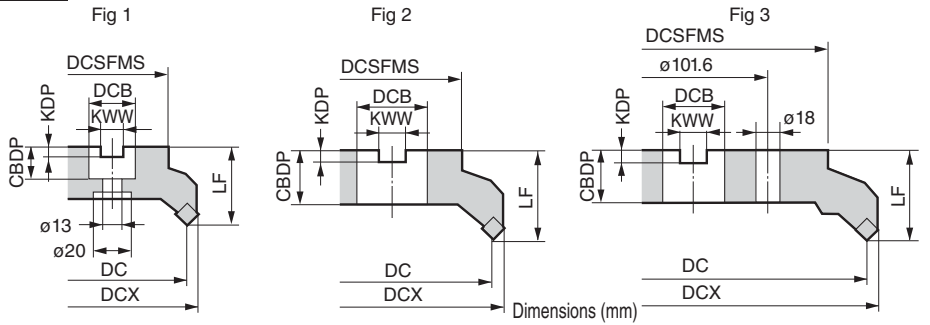 Fig 1
DCSFMS
DCB
KWW
KDP
CBDP
LF
ø13
ø20
DC
DCX
Fig 2
DCSFMS
DCB
KWW
KDP
CBDP
LF
DC
DCX
Fig 3
DCSFMS
ø101.6
DCB
KWW
ø18
KDP
CBDP
LF
DC
DCX
Dimensions (mm)